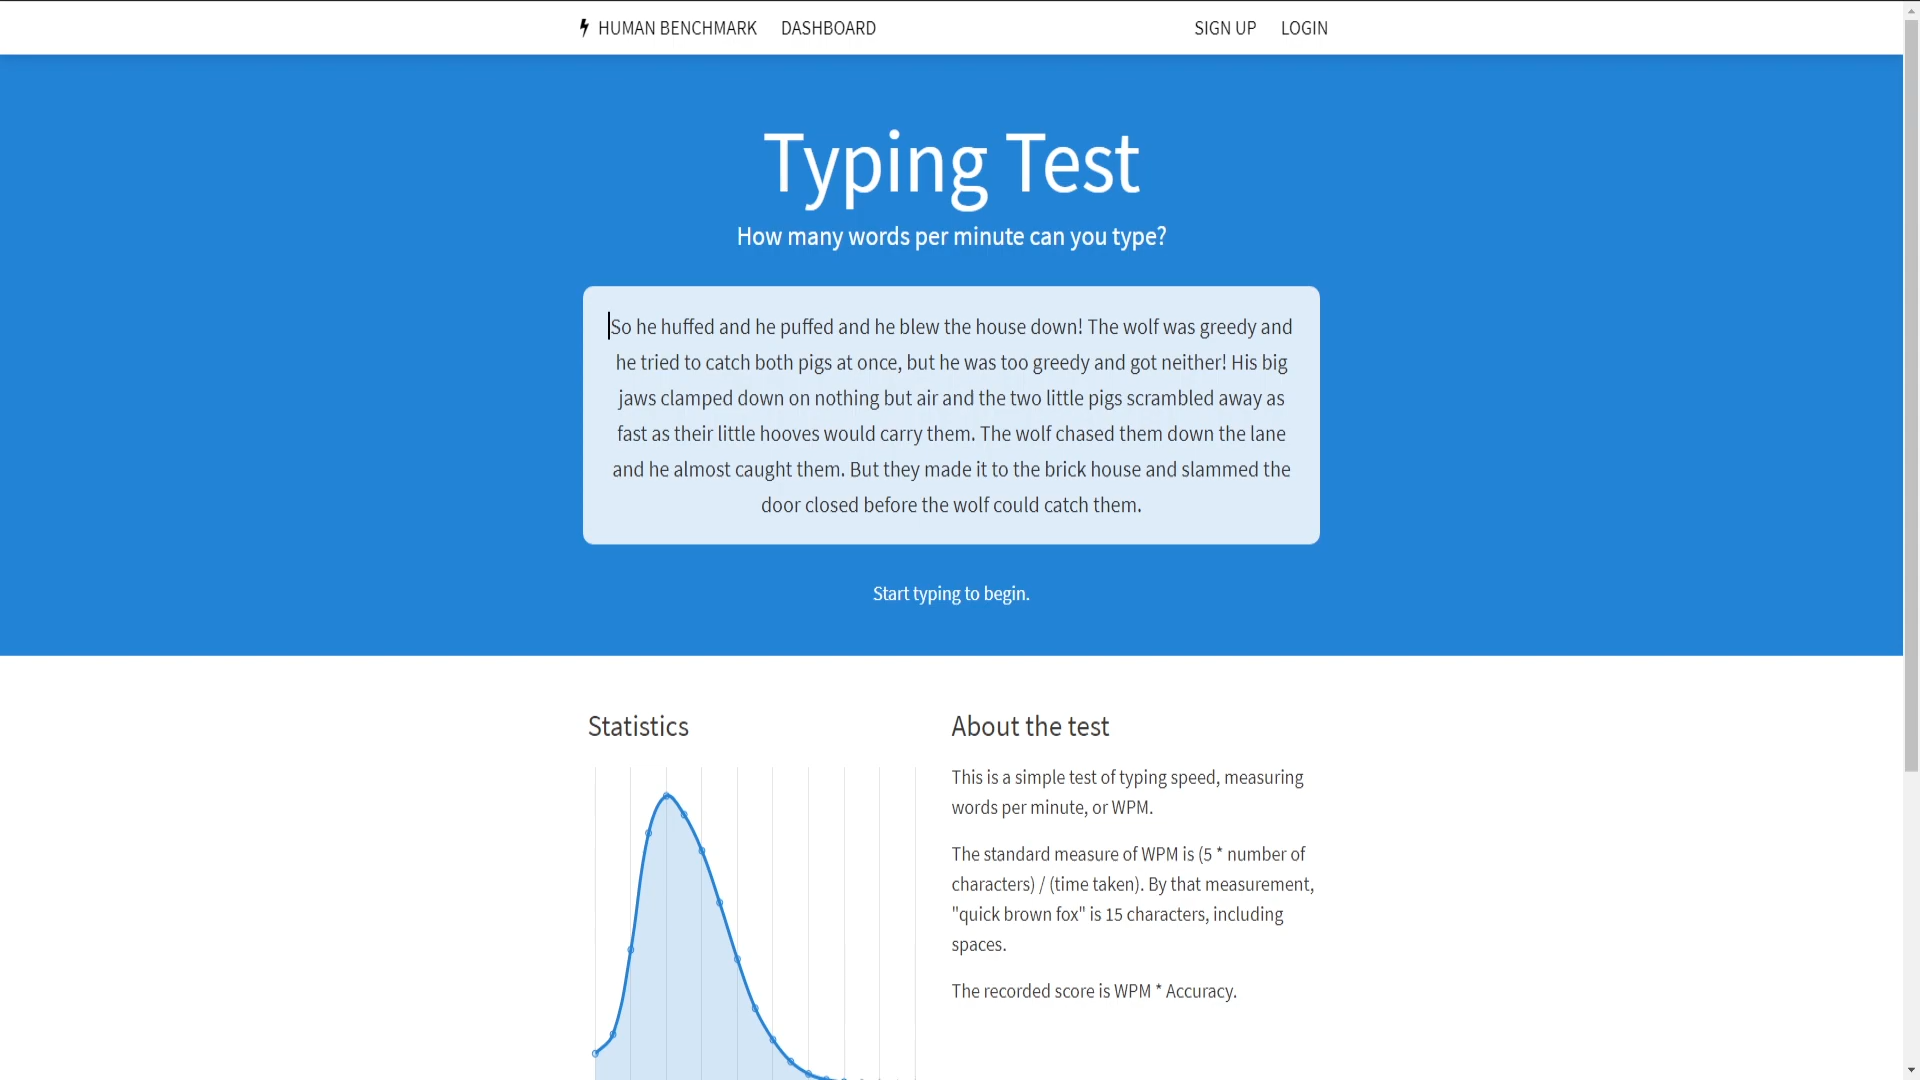 HUMAN BENCHMARK DASHBOARD SIGN UP LOGIN
Typing Test
How many words per minute can you type?
So he huffed and he puffed and he blew the house down! The wolf was greedy and
he tried to catch both pigs at once, but he was too greedy and got neither! His big
jaws clamped down on nothing but air and the two little pigs scrambled away as
fast as their little hooves would carry them. The wolf chased them down the lane
and he almost caught them. But they made it to the brick house and slammed the
door closed before the wolf could catch them.
Start typing to begin.
Statistics
About the test
This is a simple test of typing speed, measuring
words per minute, or WPM.
The standard measure of WPM is (5 * number of
characters) / (time taken). By that measurement,
"quick brown fox" is 15 characters, including
spaces.
The recorded score is WPM * Accuracy.